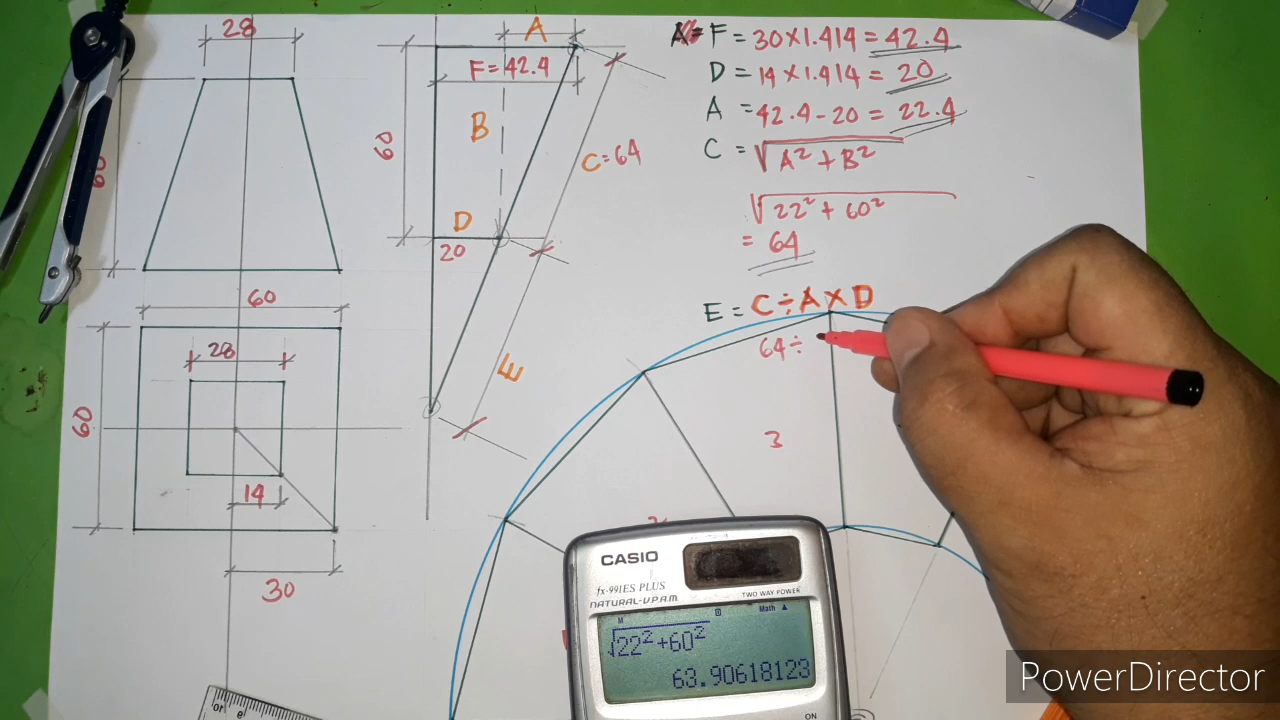 28
60
60
28
60
14
30
A
F=42.4
B
60
C=64
D
20
E
A= F = 30×1.414 = 42.4
D = 14×1.414 = 20
A = 42.4-20 = 22.4
C = √A²+B²
√22²+60²
= 64
E = C÷A×D
64÷
3
CASIO
fx-991ES PLUS
NATURAL-V.P.A.M.
TWO WAY POWER
M D Math ▲
√22²+60²
63.90618123
ON
PowerDirector